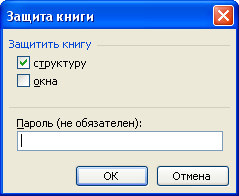 Защита книги
Защитить книгу
структуру
окна
Пароль (не обязателен):
ОК
Отмена